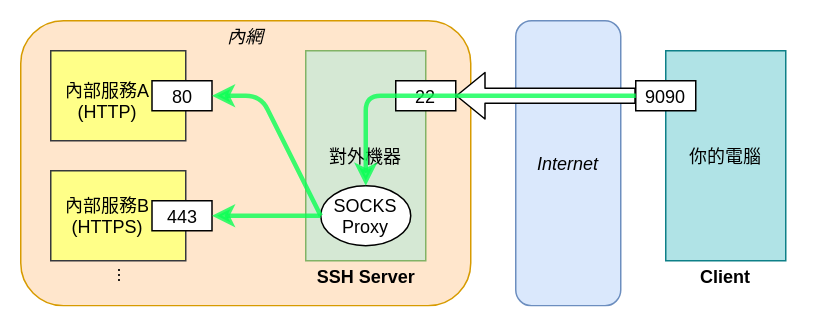 內網
內部服務A
(HTTP)
80
內部服務B
(HTTPS)
443
⋮
22
對外機器
SOCKS
Proxy
SSH Server
Internet
9090
你的電腦
Client